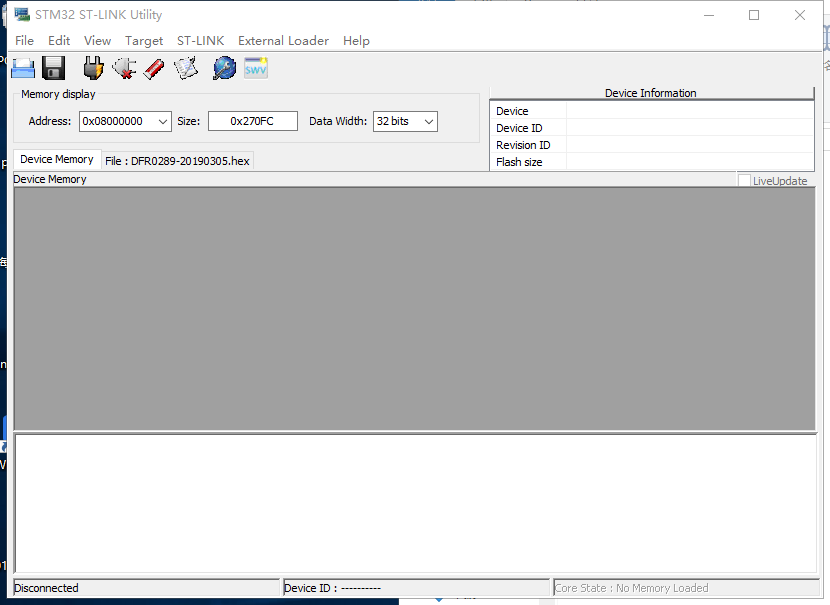 STM32 ST-LINK Utility
File Edit View Target ST-LINK External Loader Help
SWV
Memory display
Address: 0x08000000 Size: 0x270FC Data Width: 32 bits
Device Information
Device
Device ID
Revision ID
Flash size
Device Memory File : DFR0289-20190305.hex
Device Memory LiveUpdate
Disconnected Device ID : ---------- Core State : No Memory Loaded